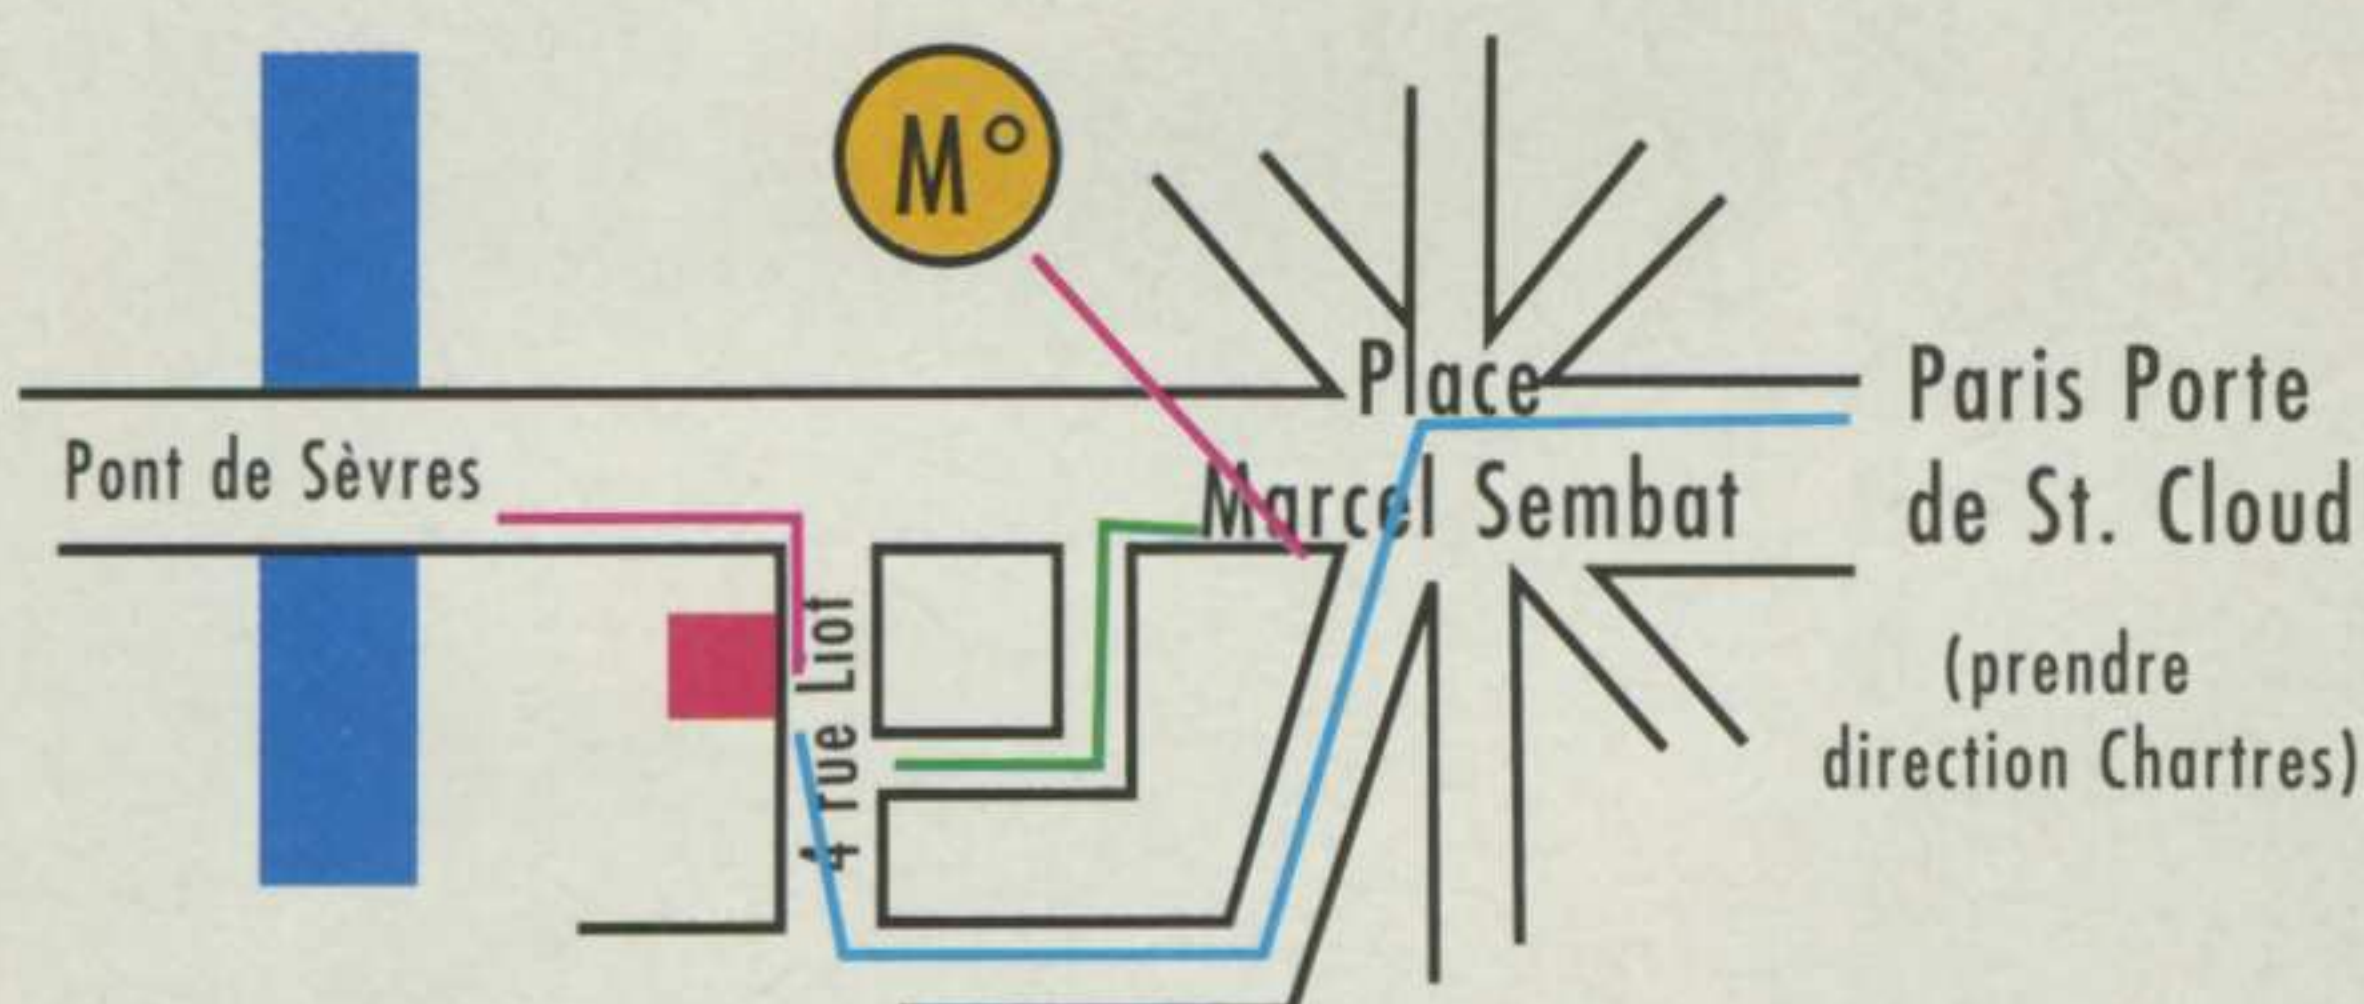 M°
Place
Marcel Sembat
Paris Porte
de St. Cloud
(prendre
direction Chartres)
Pont de Sèvres
4 rue Liot